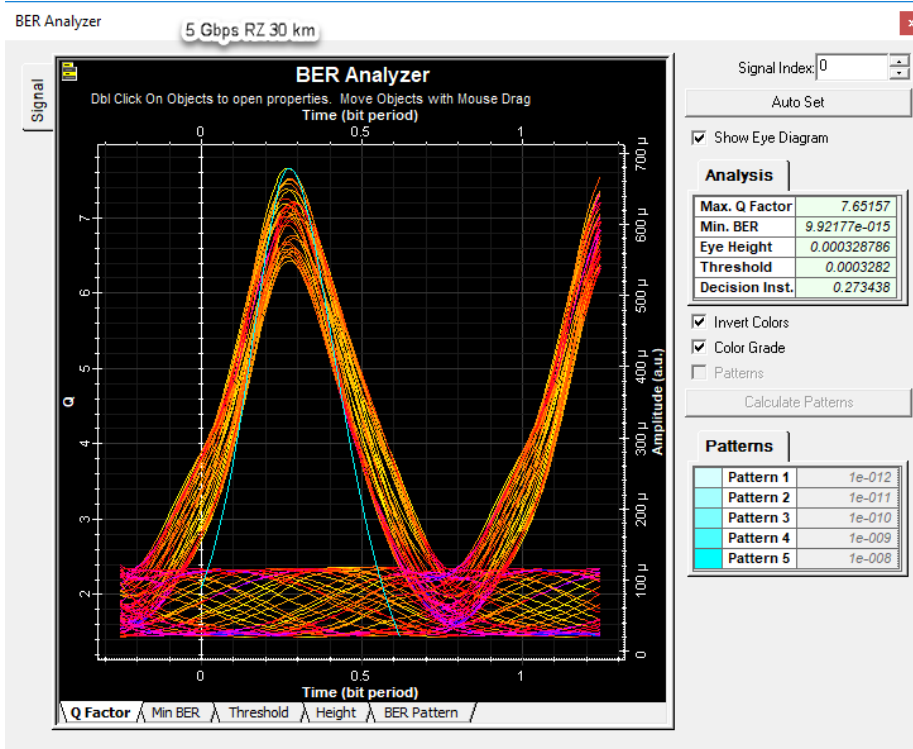 BER Analyzer
5 Gbps RZ 30 km
Signal
BER Analyzer
Dbl Click On Objects to open properties. Move Objects with Mouse Drag
Time (bit period)
0 0.5 1
Q
7
6
5
4
3
2
700 µ
600 µ
500 µ
400 µ
300 µ
200 µ
100 µ
0
Amplitude (a.u.)
0 0.5 1
Time (bit period)
Q Factor Min BER Threshold Height BER Pattern
Signal Index: 0
Auto Set
Show Eye Diagram
Analysis
Max. Q Factor 7.65157
Min. BER 9.92177e-015
Eye Height 0.000328786
Threshold 0.0003282
Decision Inst. 0.273438
Invert Colors
Color Grade
Patterns
Calculate Patterns
Patterns
Pattern 1 1e-012
Pattern 2 1e-011
Pattern 3 1e-010
Pattern 4 1e-009
Pattern 5 1e-008